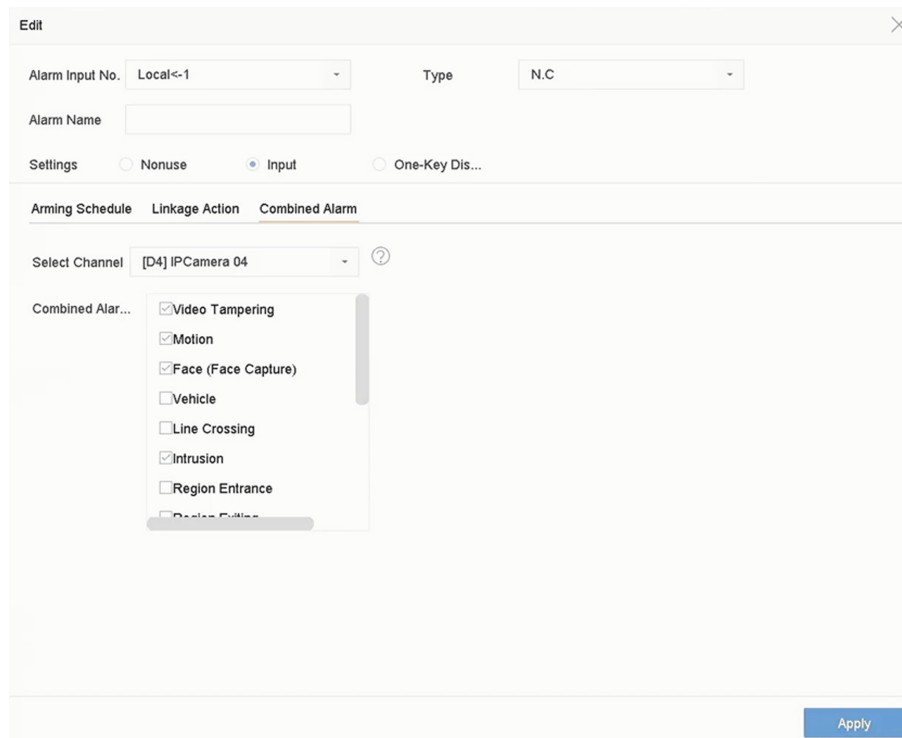 Edit
Alarm Input No. Local<-1 Type N.C
Alarm Name
Settings Nonuse Input One-Key Dis...
Arming Schedule Linkage Action Combined Alarm
Select Channel [D4] IPCamera 04
Combined Alar... Video Tampering
Motion
Face (Face Capture)
Vehicle
Line Crossing
Intrusion
Region Entrance
Region Exiting
Apply